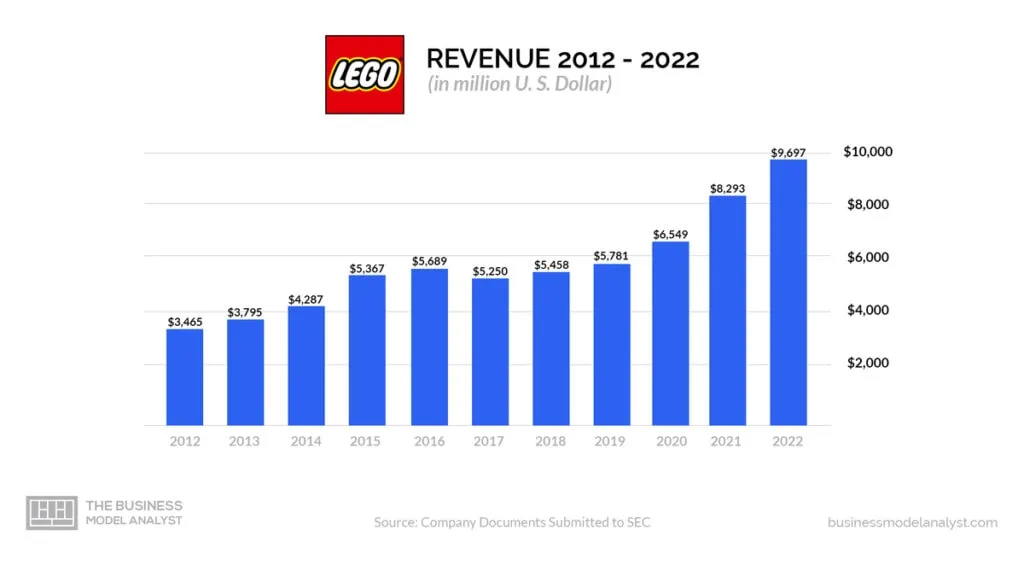 LEGO
REVENUE 2012 - 2022
(in million U. S. Dollar)
$10,000
$8,000
$6,000
$4,000
$2,000
$3,465
$3,795
$4,287
$5,367
$5,689
$5,250
$5,458
$5,781
$6,549
$8,293
$9,697
2012 2013 2014 2015 2016 2017 2018 2019 2020 2021 2022
THE BUSINESS
MODEL ANALYST
Source: Company Documents Submitted to SEC
businessmodelanalyst.com